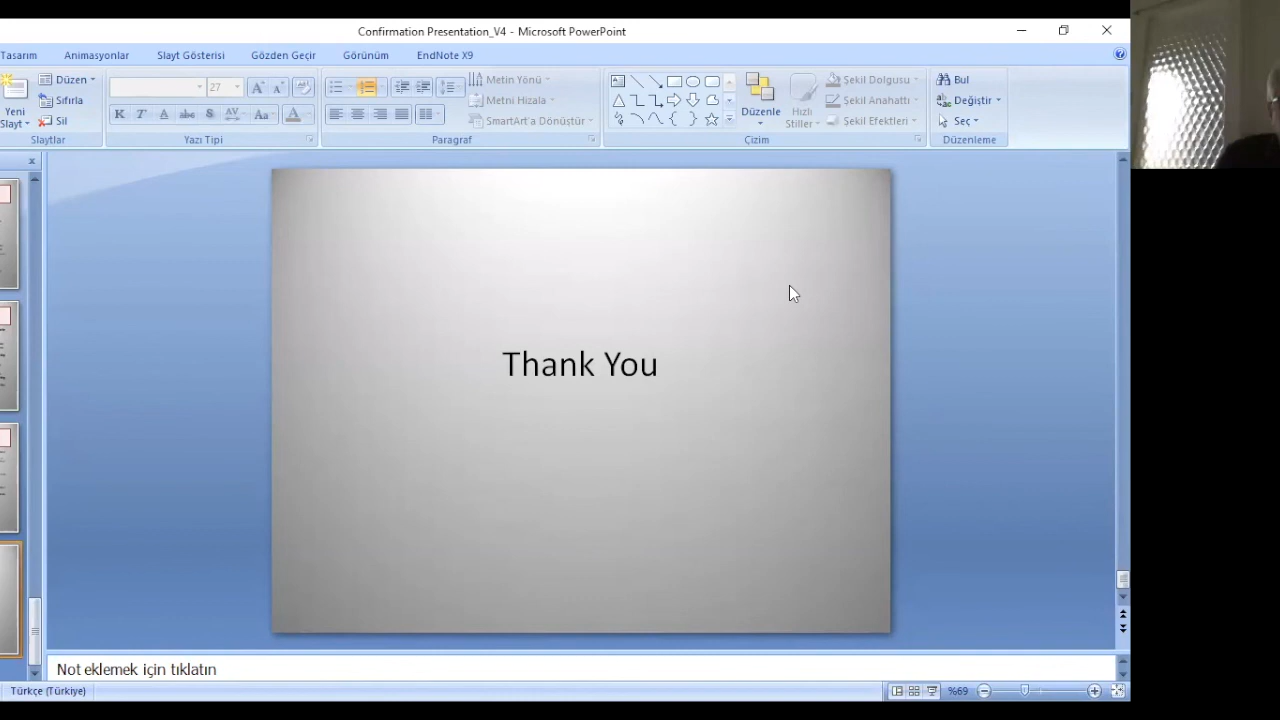 Confirmation Presentation_V4 - Microsoft PowerPoint
Tasarım Animasyonlar Slayt Gösterisi Gözden Geçir Görünüm EndNote X9
Yeni Slayt
Düzen
Sıfırla
Sil
Slaytlar
27
K T A abc S AV Aa A
Yazı Tipi
Metin Yönü
Metni Hizala
SmartArt'a Dönüştür
Paragraf
Düzenle
Hızlı Stiller
Şekil Dolgusu
Şekil Anahattı
Şekil Efektleri
Çizim
Bul
Değiştir
Seç
Düzenleme
Thank You
Not eklemek için tıklatın
Türkçe (Türkiye)
%69